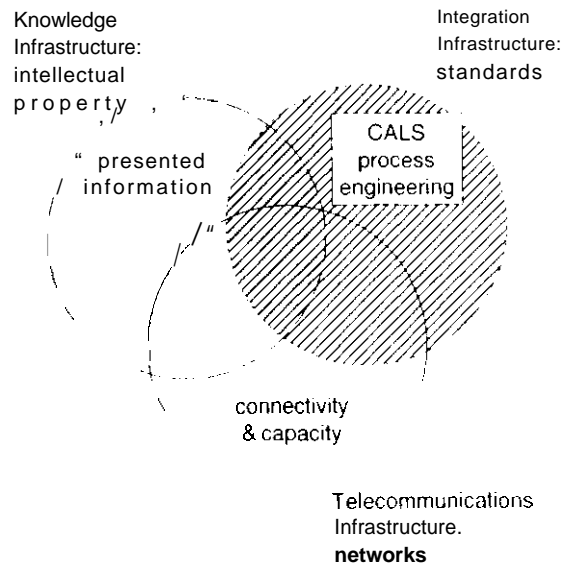 Knowledge
Infrastructure:
intellectual
property
Integration
Infrastructure:
standards
CALS
process
engineering
“ presented
information
connectivity
& capacity
Telecommunications
Infrastructure.
networks